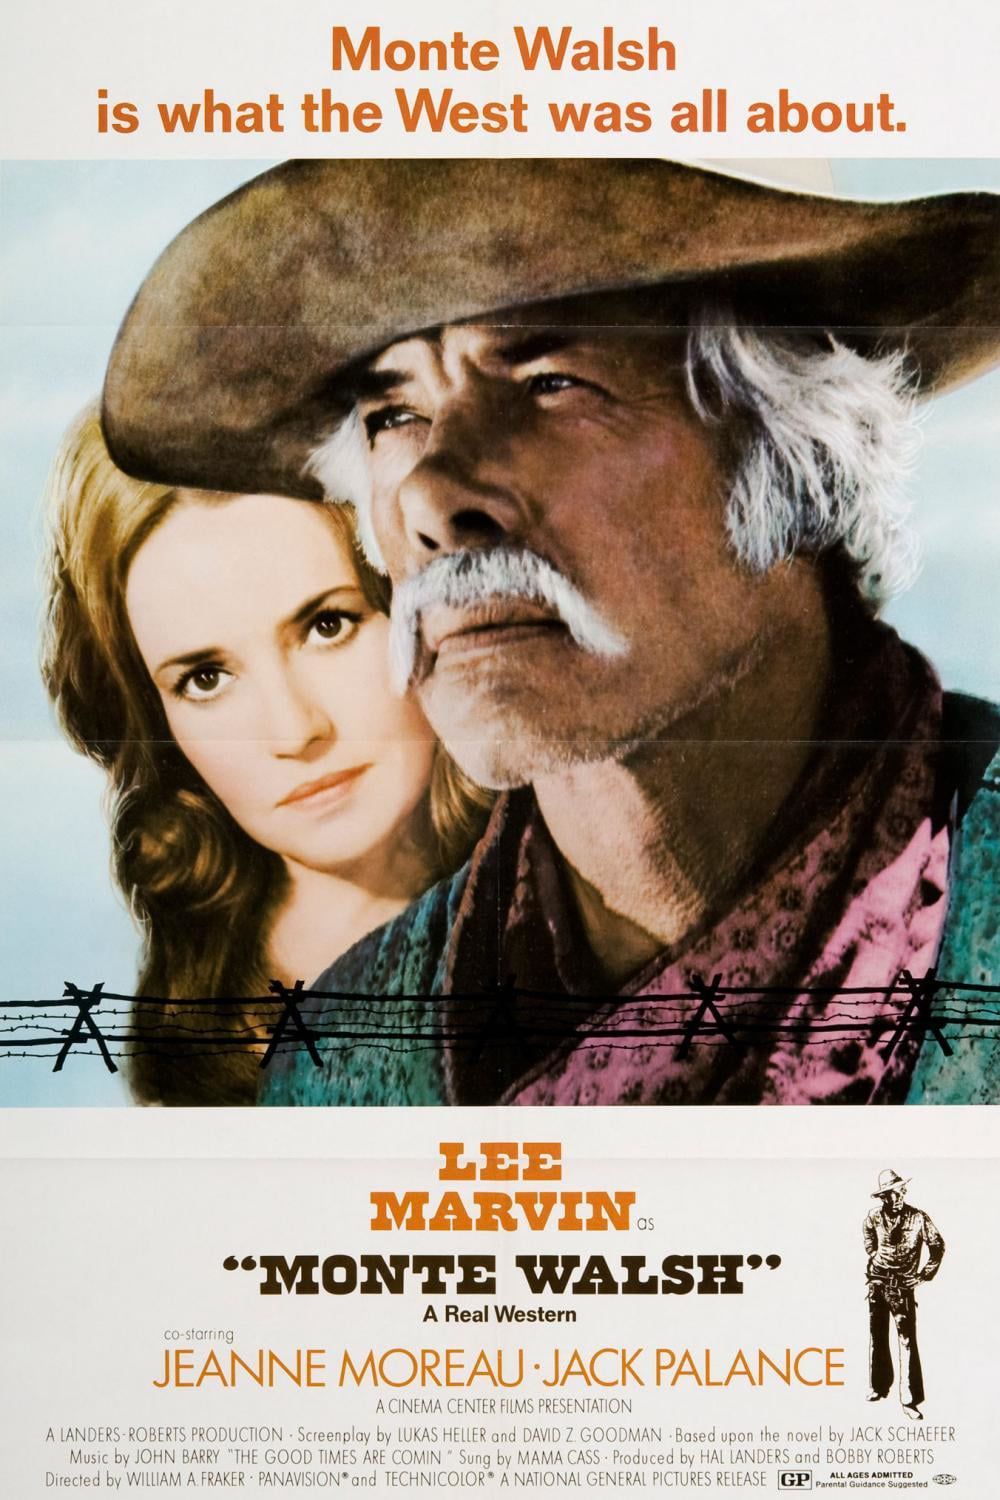 Monte Walsh
is what the West was all about.
LEE
MARVIN as
“MONTE WALSH”
A Real Western
co-starring
JEANNE MOREAU · JACK PALANCE
A CINEMA CENTER FILMS PRESENTATION
A LANDERS-ROBERTS PRODUCTION · Screenplay by LUKAS HELLER and DAVID Z. GOODMAN · Based upon the novel by JACK SCHAEFER
Music by JOHN BARRY "THE GOOD TIMES ARE COMIN'" Sung by MAMA CASS · Produced by HAL LANDERS and BOBBY ROBERTS
Directed by WILLIAM A. FRAKER · PANAVISION® and TECHNICOLOR® A NATIONAL GENERAL PICTURES RELEASE
GP ALL AGES ADMITTED
Parental Guidance Suggested